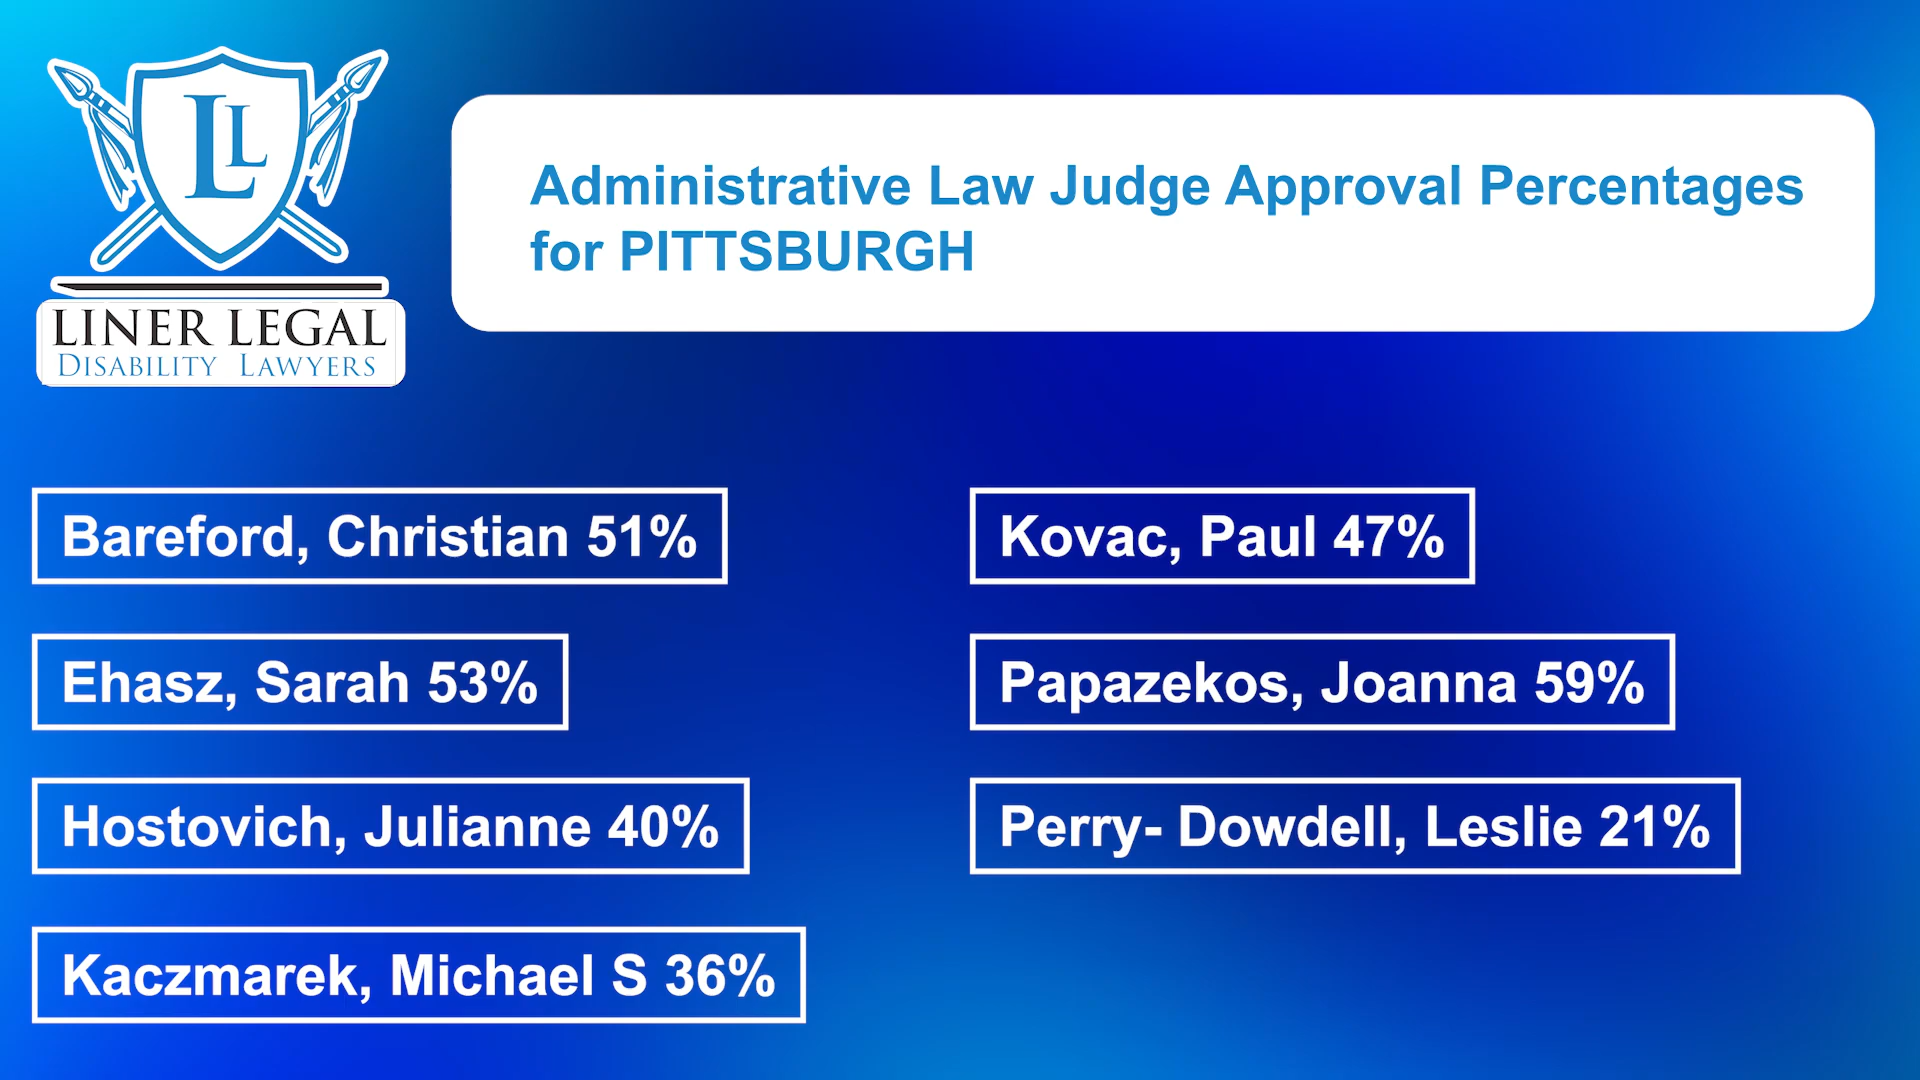 LL
LINER LEGAL
DISABILITY LAWYERS
Administrative Law Judge Approval Percentages
for PITTSBURGH
Bareford, Christian 51%
Ehasz, Sarah 53%
Hostovich, Julianne 40%
Kaczmarek, Michael S 36%
Kovac, Paul 47%
Papazekos, Joanna 59%
Perry- Dowdell, Leslie 21%